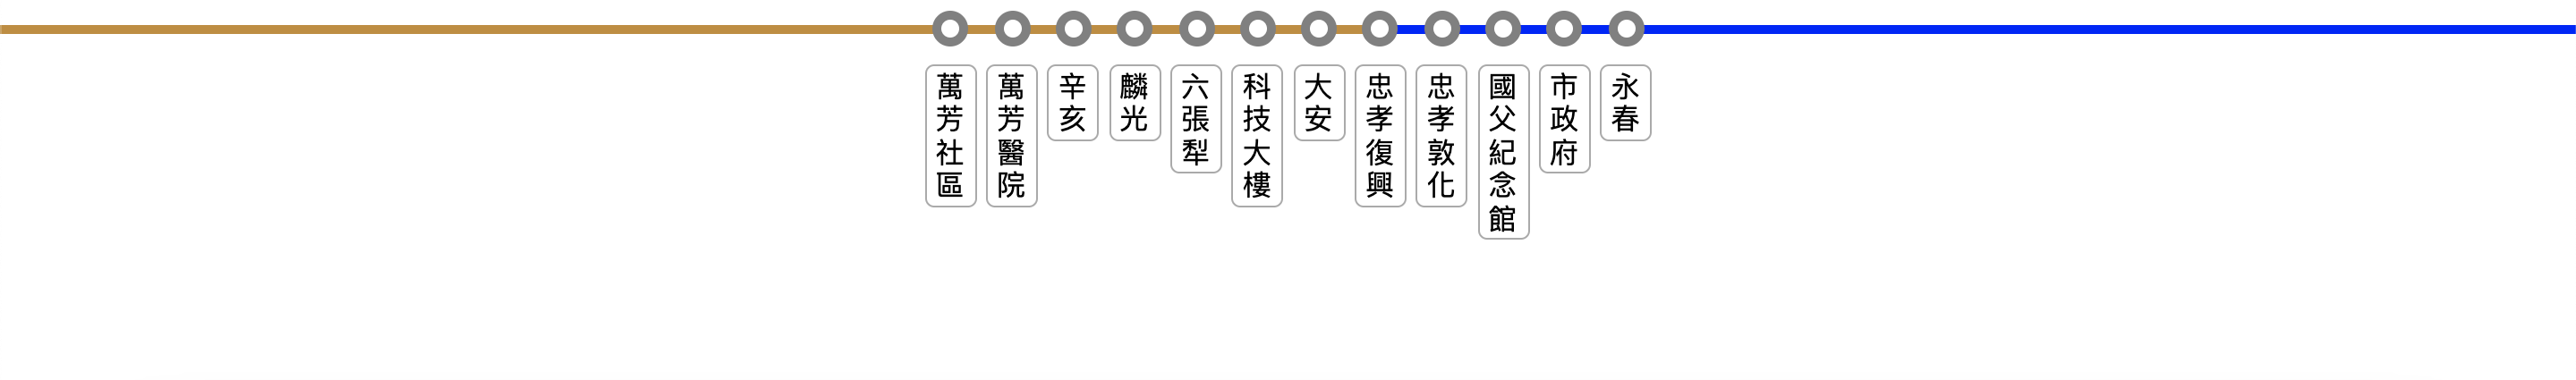 萬芳社區
萬芳醫院
辛亥
麟光
六張犁
科技大樓
大安
忠孝復興
忠孝敦化
國父紀念館
市政府
永春